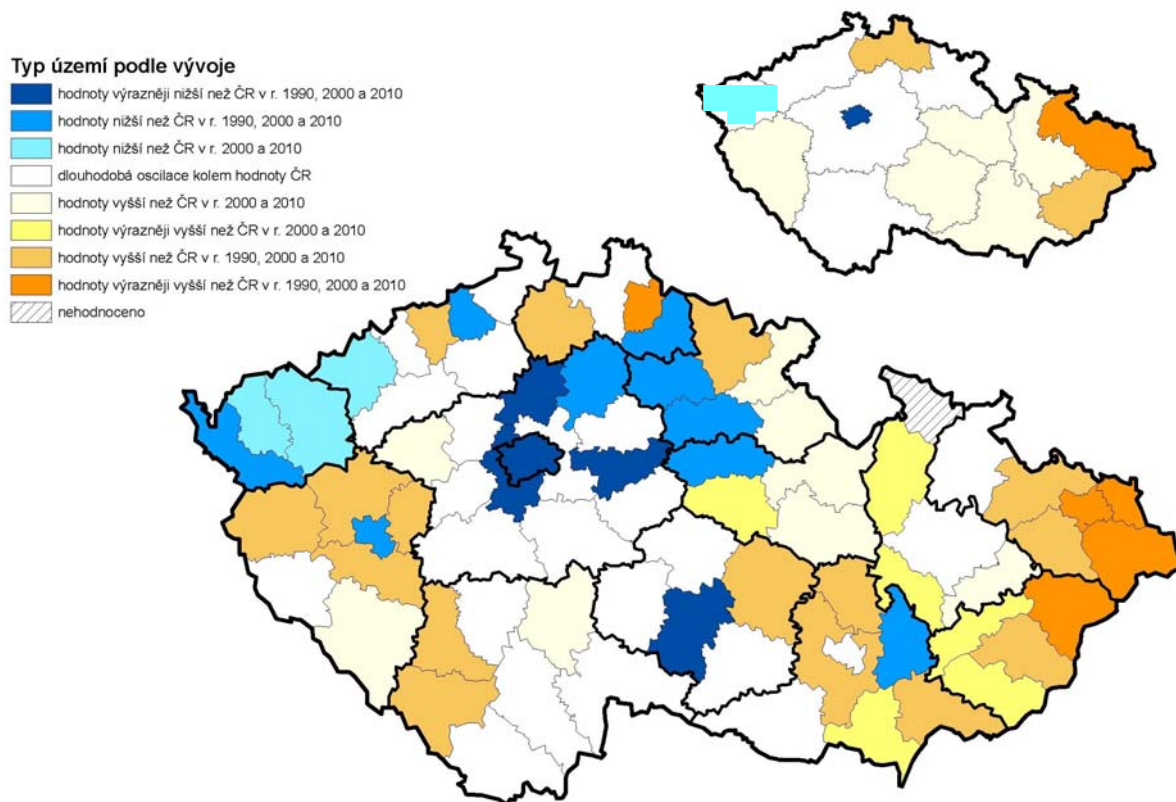 Typ území podle vývoje
hodnoty výrazněji nižší než ČR v r. 1990, 2000 a 2010
hodnoty nižší než ČR v r. 1990, 2000 a 2010
hodnoty nižší než ČR v r. 2000 a 2010
dlouhodobá oscilace kolem hodnoty ČR
hodnoty vyšší než ČR v r. 2000 a 2010
hodnoty výrazněji vyšší než ČR v r. 2000 a 2010
hodnoty vyšší než ČR v r. 1990, 2000 a 2010
hodnoty výrazněji vyšší než ČR v r. 1990, 2000 a 2010
nehodnoceno